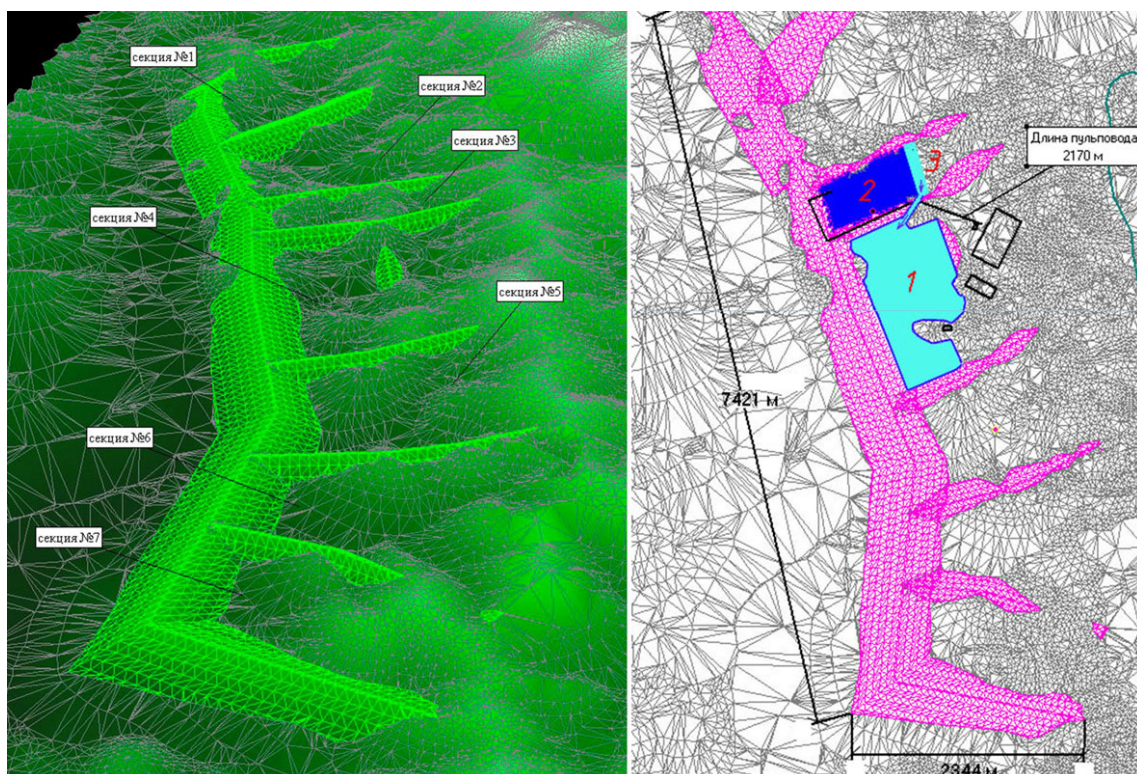 секция №1
секция №2
секция №3
секция №4
секция №5
секция №6
секция №7
Длина пульповода
2170 м
3
2
1
7421 м
2344 м